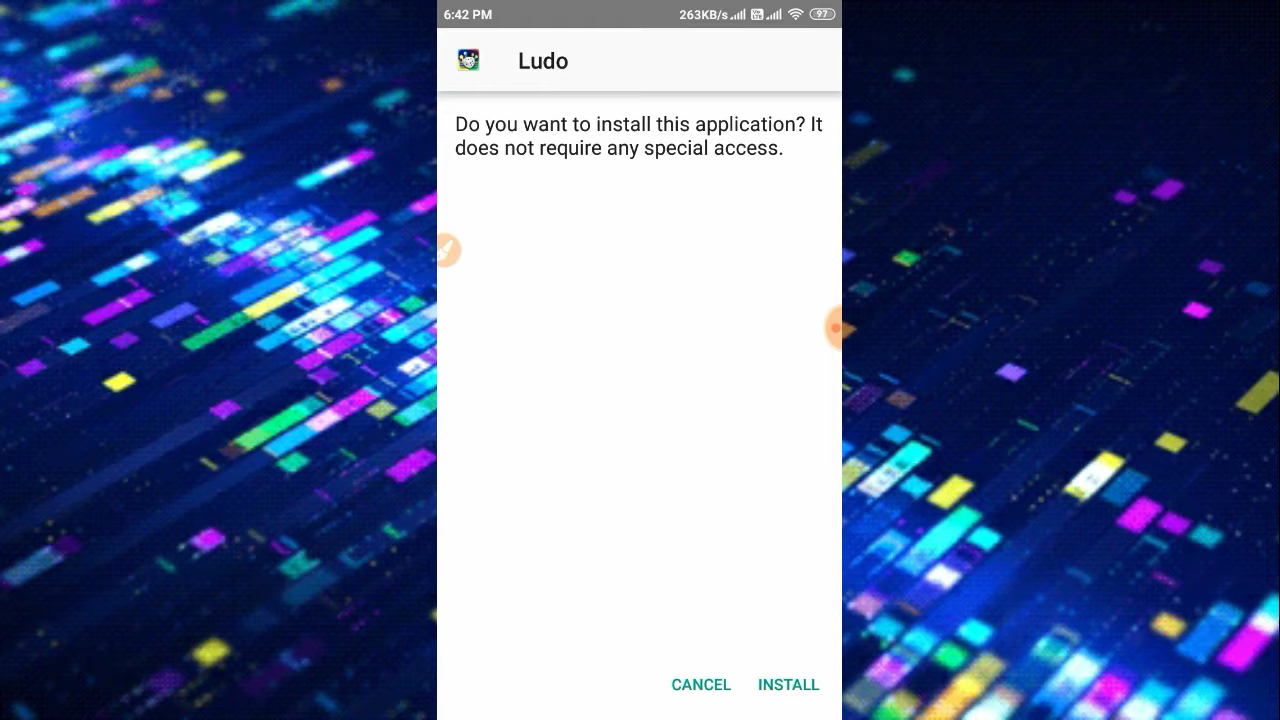 6:42 PM 263KB/s 97
Ludo
Do you want to install this application? It
does not require any special access.
CANCEL INSTALL